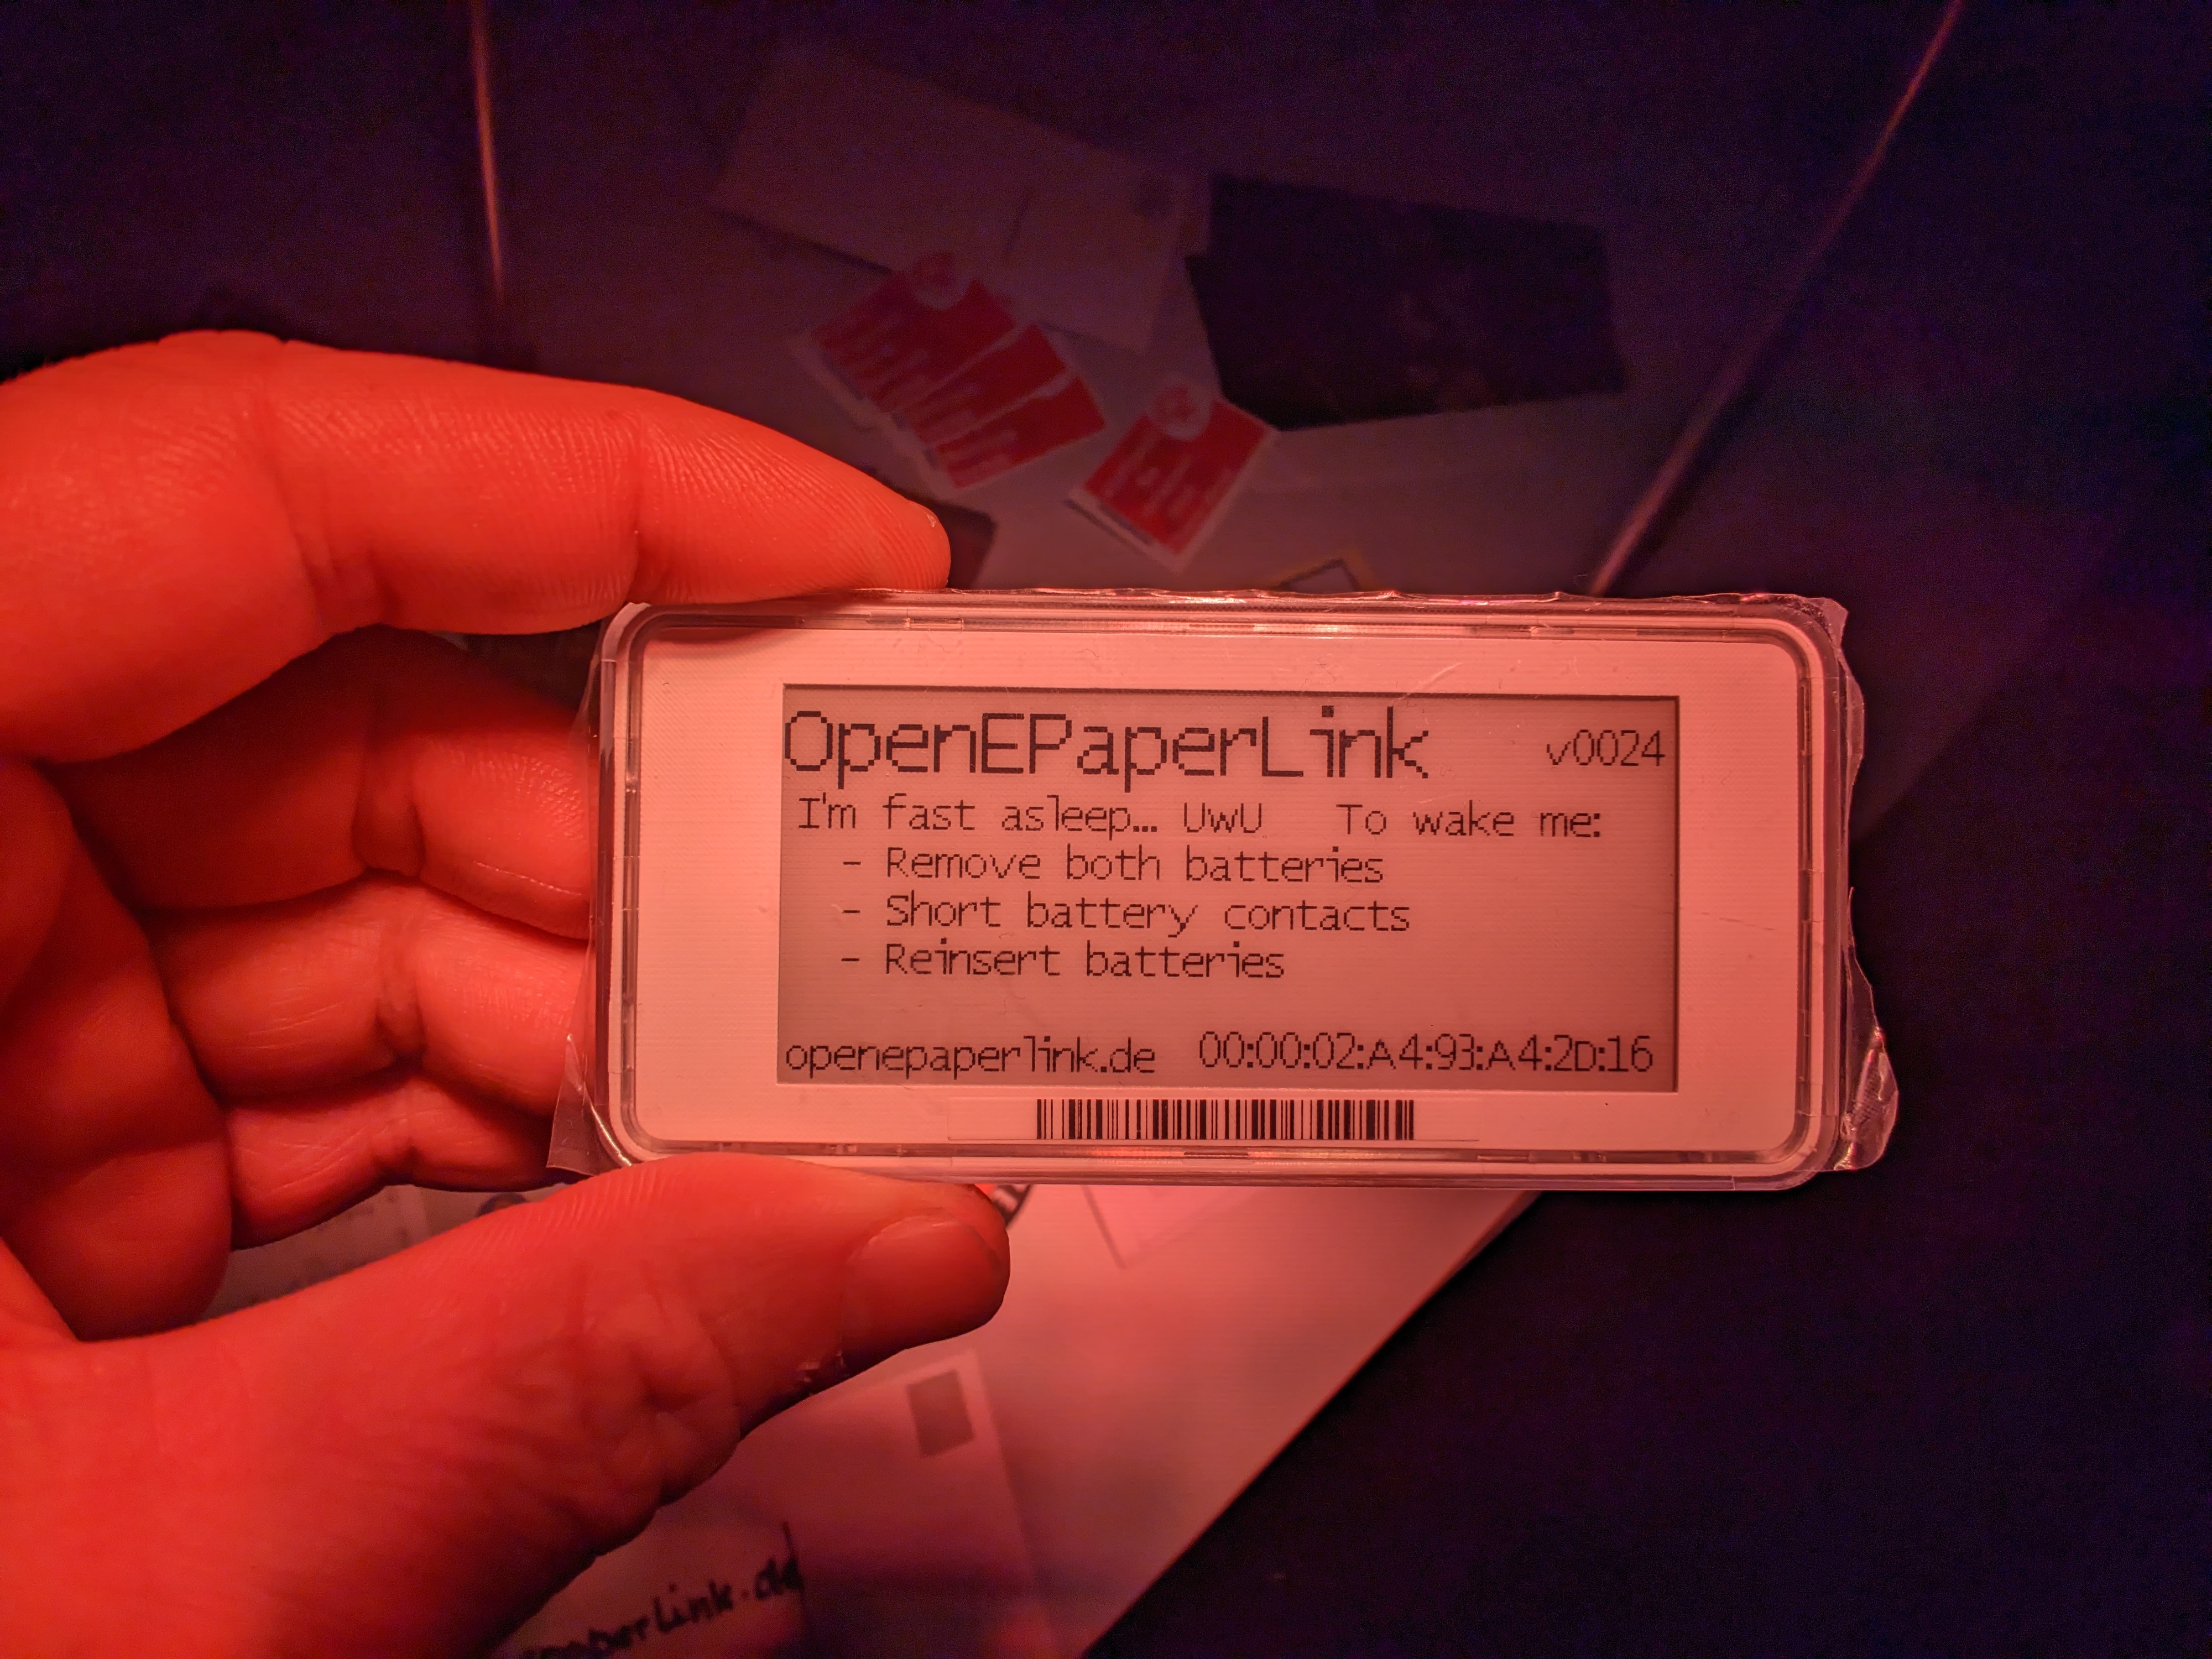 OpenEPaperLink v0024
I'm fast asleep... UwU To wake me:
- Remove both batteries
- Short battery contacts
- Reinsert batteries
openepaperlink.de 00:00:02:A4:93:A4:2D:16